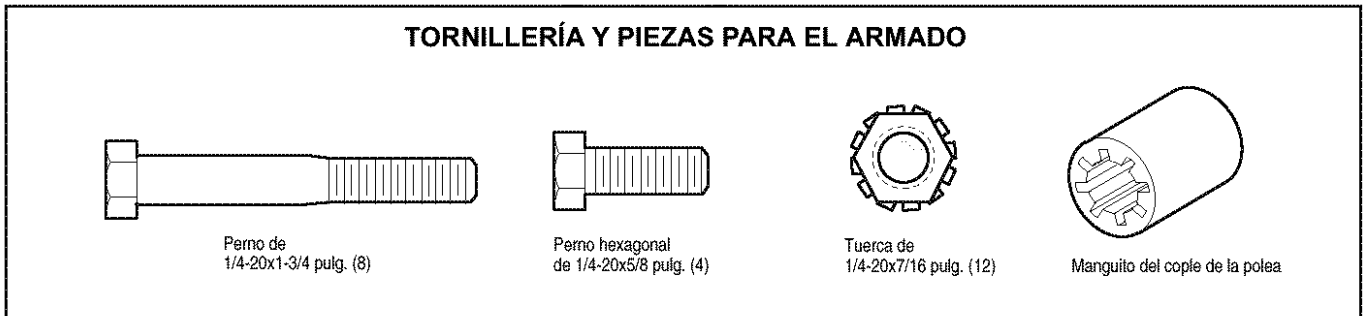 TORNILLERÍA Y PIEZAS PARA EL ARMADO
Perno de
1/4-20x1-3/4 pulg. (8)
Perno hexagonal
de 1/4-20x5/8 pulg. (4)
Tuerca de
1/4-20x7/16 pulg. (12)
Manguito del cople de la polea